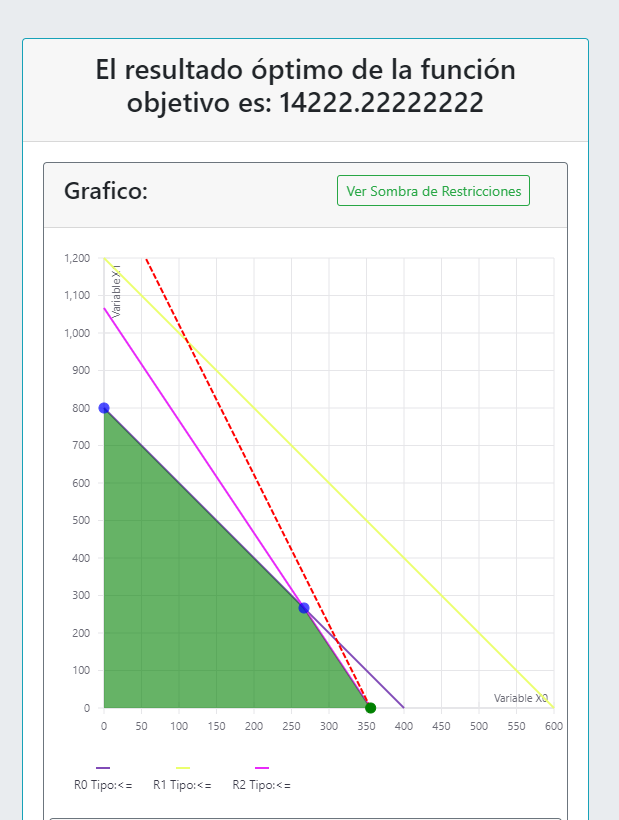 El resultado óptimo de la función
objetivo es: 14222.22222222
Grafico:
Ver Sombra de Restricciones
1,200
Variable X1
1,100
1,000
900
800
700
600
500
400
300
200
100
0
Variable X0
0 50 100 150 200 250 300 350 400 450 500 550 600
R0 Tipo:<= R1 Tipo:<= R2 Tipo:<=